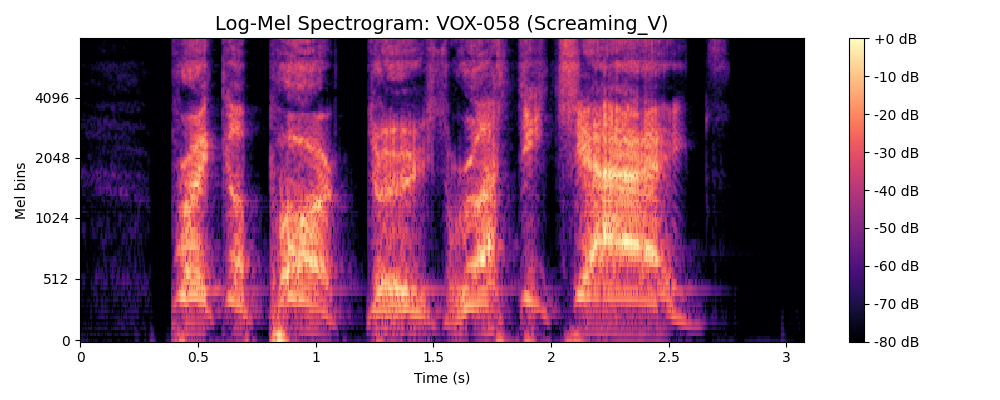 Log-Mel Spectrogram: VOX-058 (Screaming_V)
Mel bins
4096
2048
1024
512
0
0
0.5
1
1.5
2
2.5
3
Time (s)
+0 dB
-10 dB
-20 dB
-30 dB
-40 dB
-50 dB
-60 dB
-70 dB
-80 dB